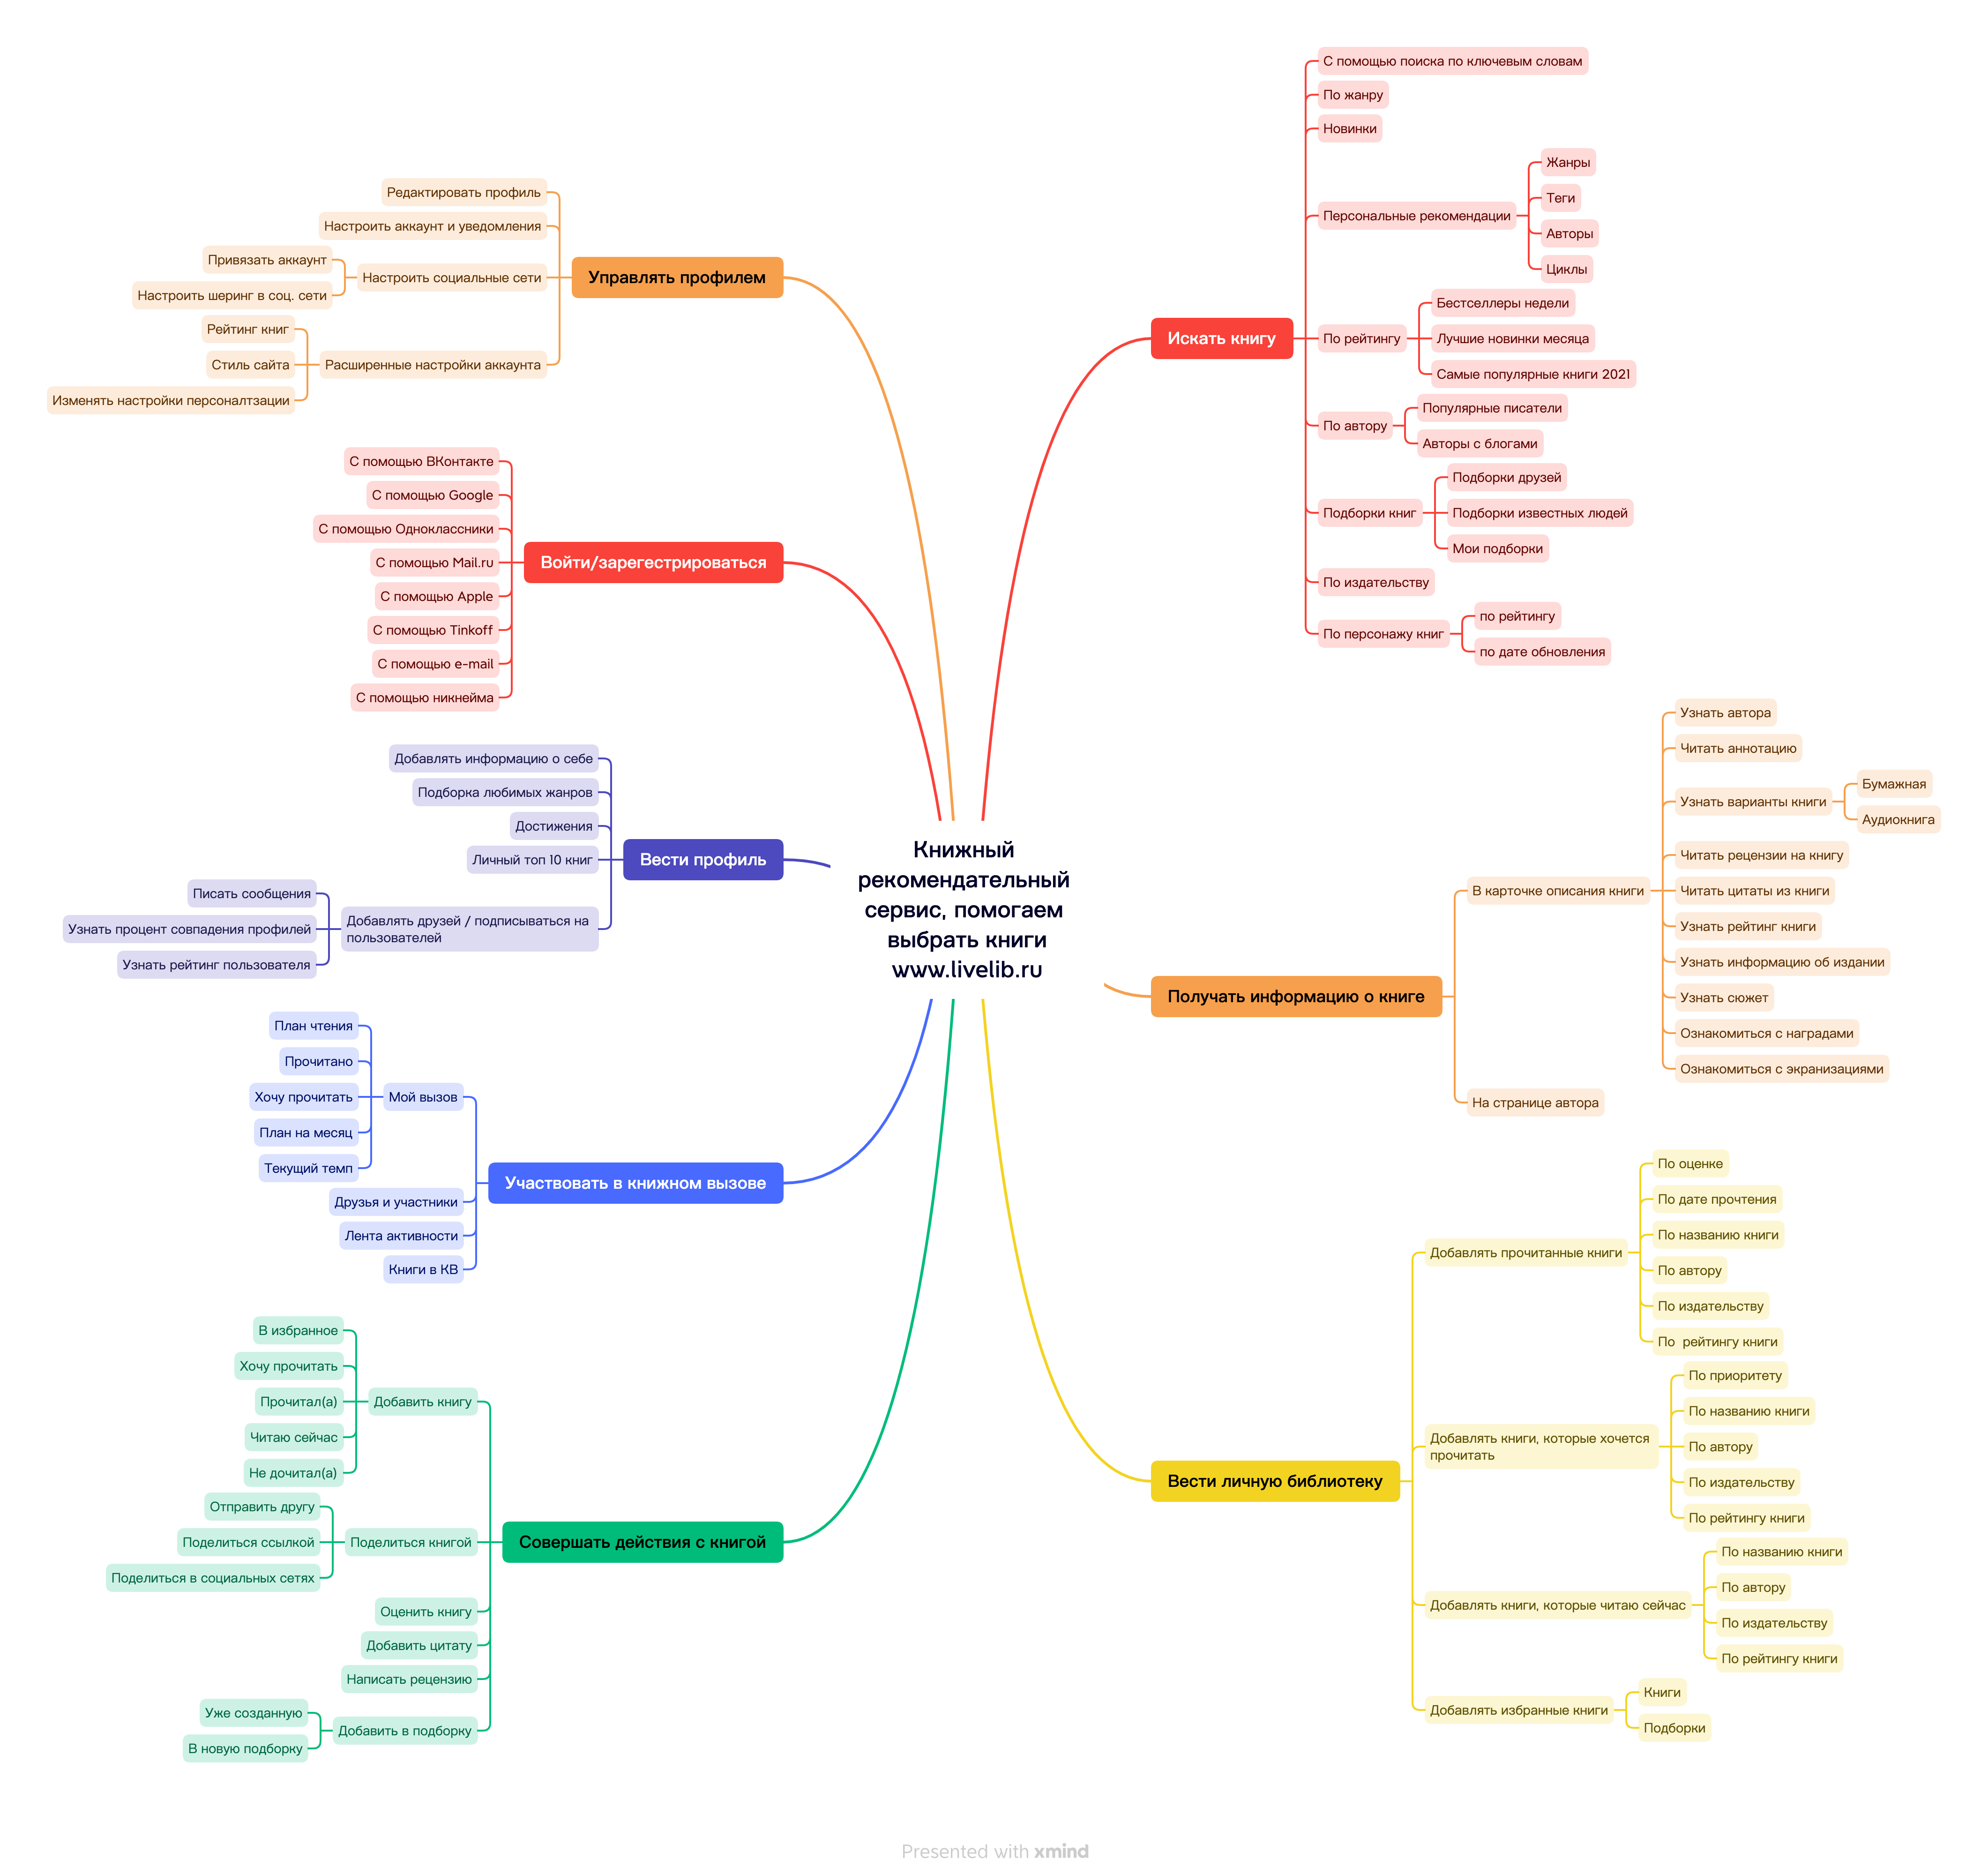 Книжный
рекомендательный
сервис, помогаем
выбрать книги
www.livelib.ru
Искать книгу
С помощью поиска по ключевым словам
По жанру
Новинки
Персональные рекомендации
Жанры
Теги
Авторы
Циклы
По рейтингу
Бестселлеры недели
Лучшие новинки месяца
Самые популярные книги 2021
По автору
Популярные писатели
Авторы с блогами
Подборки книг
Подборки друзей
Подборки известных людей
Мои подборки
По издательству
По персонажу книг
по рейтингу
по дате обновления
Получать информацию о книге
В карточке описания книги
Узнать автора
Читать аннотацию
Узнать варианты книги
Бумажная
Аудиокнига
Читать рецензии на книгу
Читать цитаты из книги
Узнать рейтинг книги
Узнать информацию об издании
Узнать сюжет
Ознакомиться с наградами
Ознакомиться с экранизациями
На странице автора
Вести личную библиотеку
Добавлять прочитанные книги
По оценке
По дате прочтения
По названию книги
По автору
По издательству
По  рейтингу книги
Добавлять книги, которые хочется
прочитать
По приоритету
По названию книги
По автору
По издательству
По рейтингу книги
Добавлять книги, которые читаю сейчас
По названию книги
По автору
По издательству
По рейтингу книги
Добавлять избранные книги
Книги
Подборки
Управлять профилем
Редактировать профиль
Настроить аккаунт и уведомления
Настроить социальные сети
Привязать аккаунт
Настроить шеринг в соц. сети
Расширенные настройки аккаунта
Рейтинг книг
Стиль сайта
Изменять настройки персоналтзации
Войти/зарегестрироваться
С помощью ВКонтакте
С помощью Google
С помощью Одноклассники
С помощью Mail.ru
С помощью Apple
С помощью Tinkoff
С помощью e-mail
С помощью никнейма
Вести профиль
Добавлять информацию о себе
Подборка любимых жанров
Достижения
Личный топ 10 книг
Добавлять друзей / подписываться на
пользователей
Писать сообщения
Узнать процент совпадения профилей
Узнать рейтинг пользователя
Участвовать в книжном вызове
Мой вызов
План чтения
Прочитано
Хочу прочитать
План на месяц
Текущий темп
Друзья и участники
Лента активности
Книги в КВ
Совершать действия с книгой
Добавить книгу
В избранное
Хочу прочитать
Прочитал(а)
Читаю сейчас
Не дочитал(а)
Поделиться книгой
Отправить другу
Поделиться ссылкой
Поделиться в социальных сетях
Оценить книгу
Добавить цитату
Написать рецензию
Добавить в подборку
Уже созданную
В новую подборку
Presented with xmind